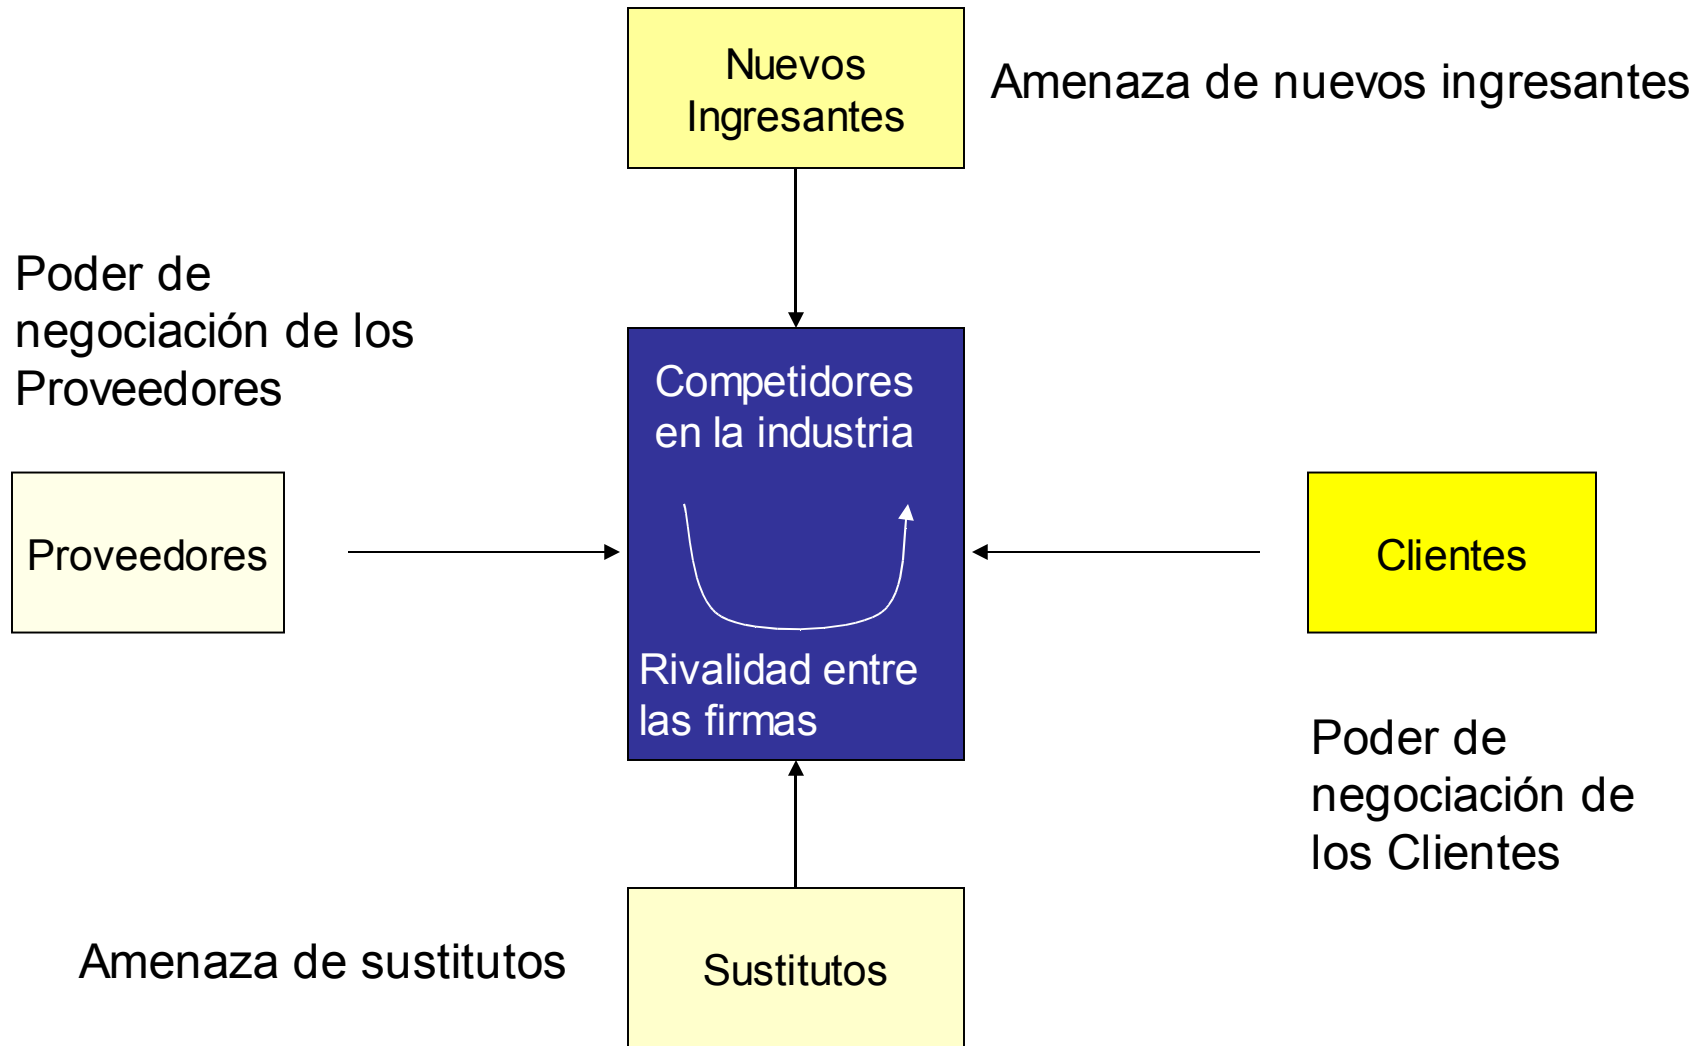 Nuevos
Ingresantes
Amenaza de nuevos ingresantes
Poder de
negociación de los
Proveedores
Competidores
en la industria
Proveedores
Clientes
Rivalidad entre
las firmas
Poder de
negociación de
los Clientes
Amenaza de sustitutos
Sustitutos